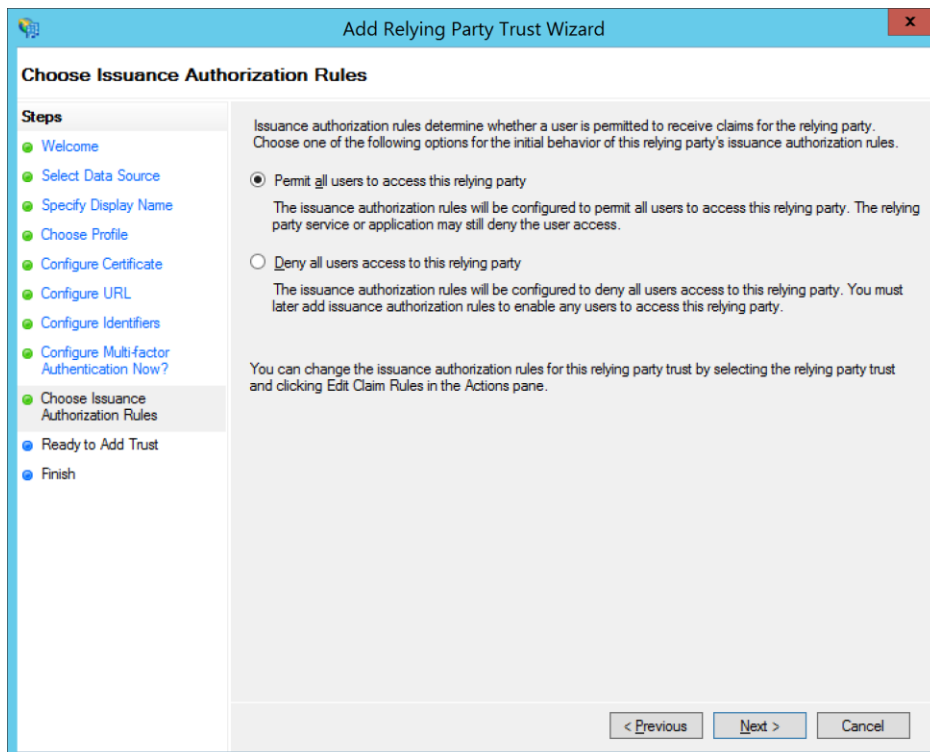 Add Relying Party Trust Wizard
x
Choose Issuance Authorization Rules
Steps
Welcome
Select Data Source
Specify Display Name
Choose Profile
Configure Certificate
Configure URL
Configure Identifiers
Configure Multi-factor
Authentication Now?
Choose Issuance
Authorization Rules
Ready to Add Trust
Finish
Issuance authorization rules determine whether a user is permitted to receive claims for the relying party.
Choose one of the following options for the initial behavior of this relying party's issuance authorization rules.
Permit all users to access this relying party
The issuance authorization rules will be configured to permit all users to access this relying party. The relying
party service or application may still deny the user access.
Deny all users access to this relying party
The issuance authorization rules will be configured to deny all users access to this relying party. You must
later add issuance authorization rules to enable any users to access this relying party.
You can change the issuance authorization rules for this relying party trust by selecting the relying party trust
and clicking Edit Claim Rules in the Actions pane.
< Previous
Next >
Cancel